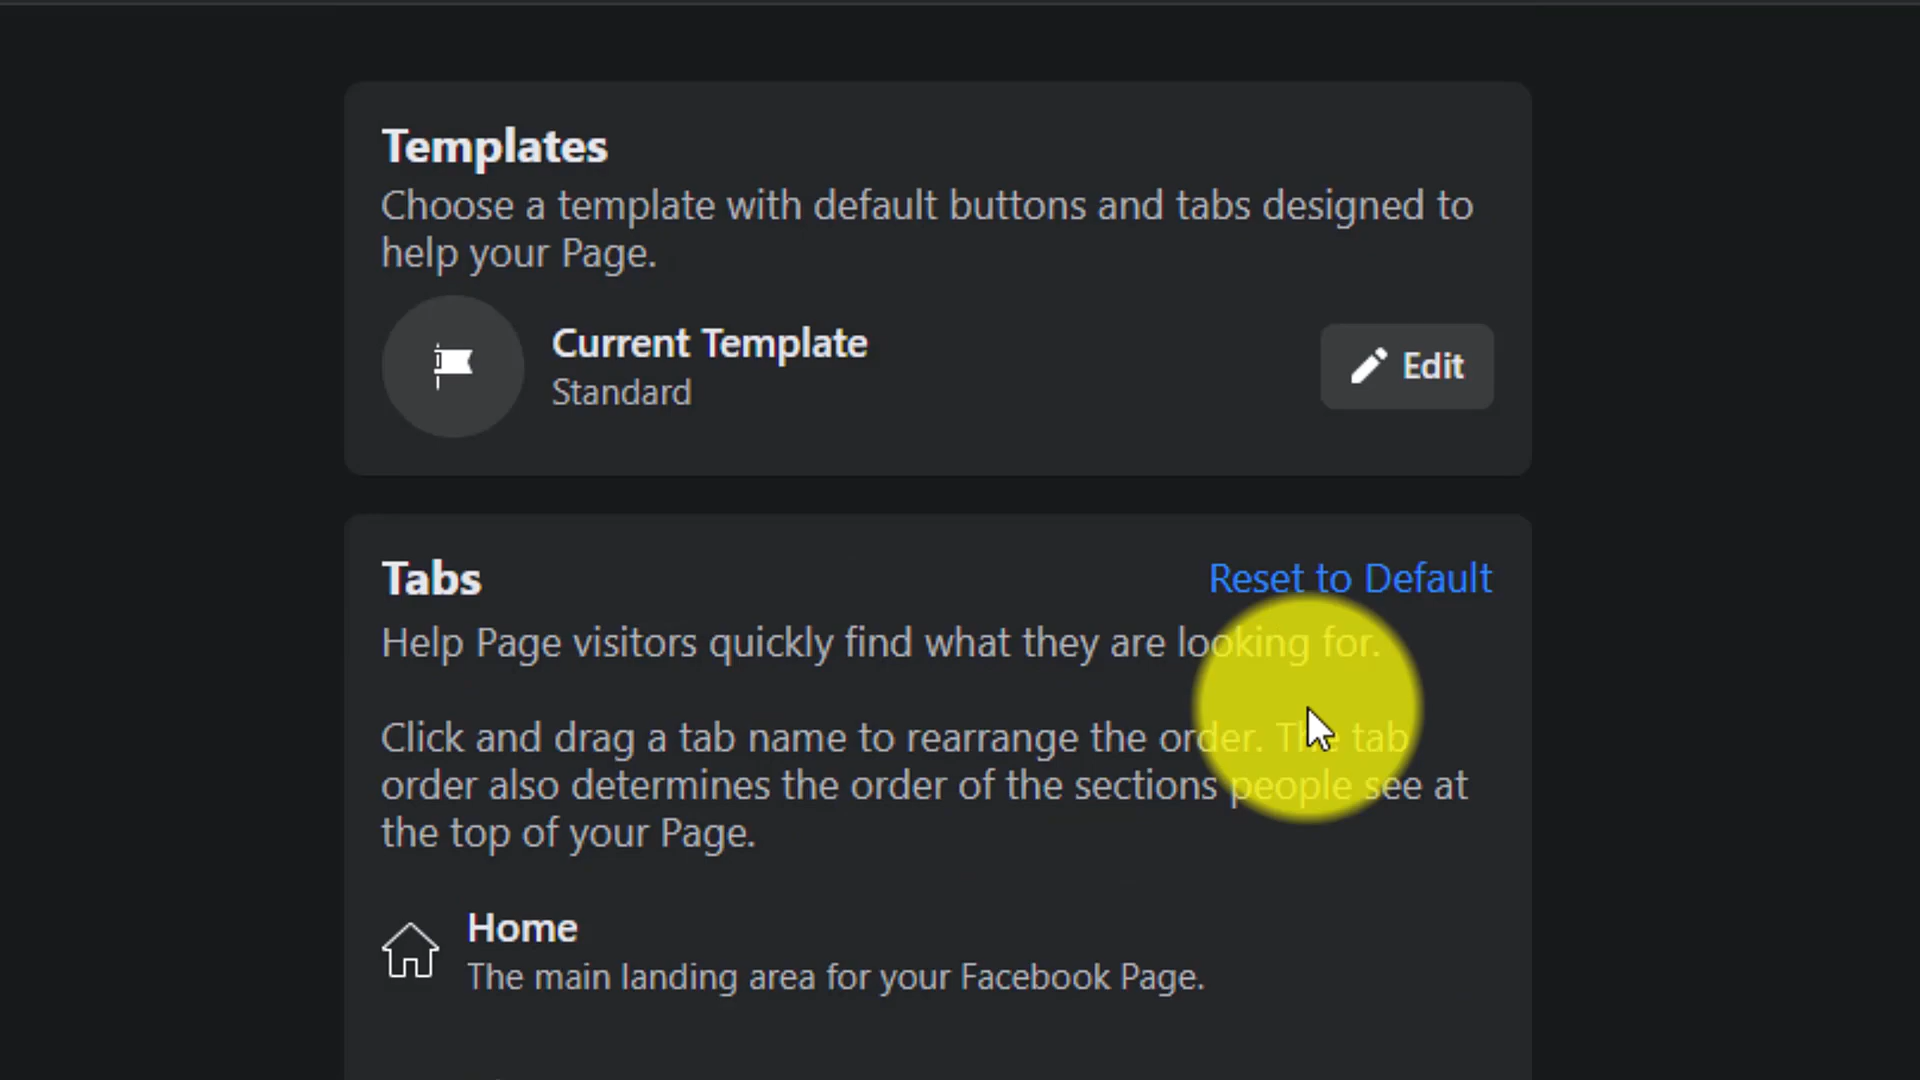 Templates
Choose a template with default buttons and tabs designed to
help your Page.
Current Template
Standard
Edit
Tabs
Reset to Default
Help Page visitors quickly find what they are looking for.
Click and drag a tab name to rearrange the order. The tab
order also determines the order of the sections people see at
the top of your Page.
Home
The main landing area for your Facebook Page.